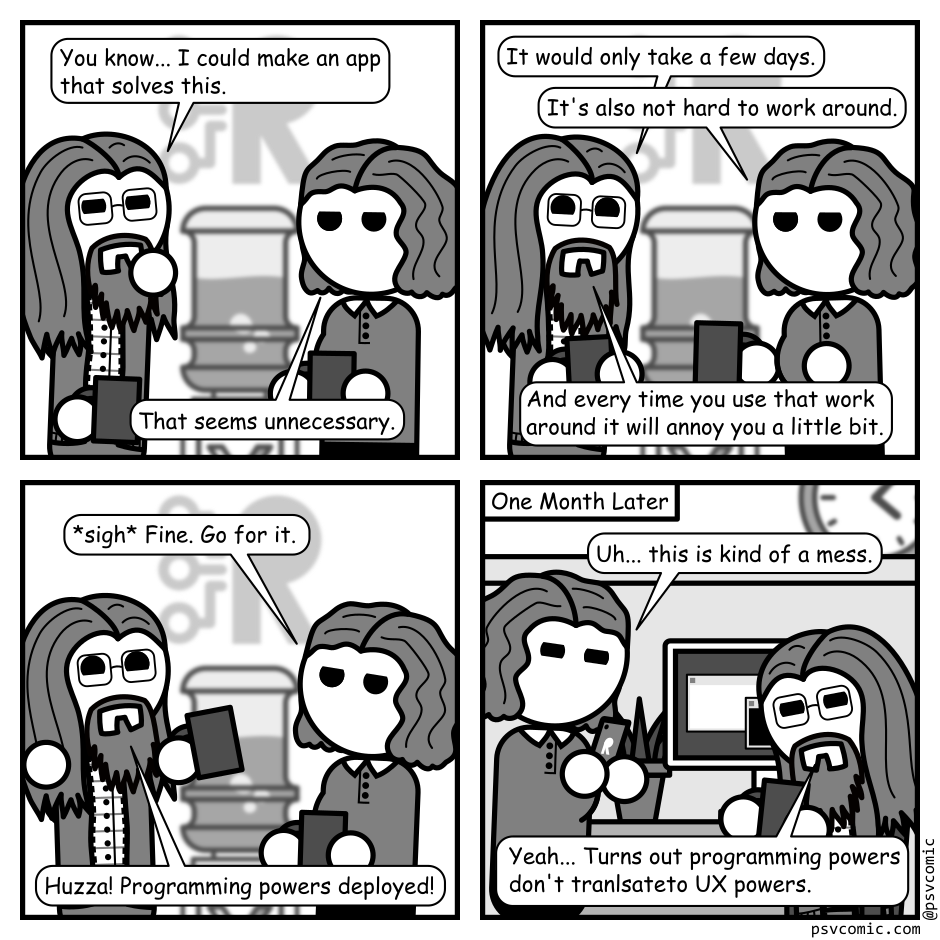 You know... I could make an app
that solves this.
That seems unnecessary.
It would only take a few days.
It's also not hard to work around.
And every time you use that work
around it will annoy you a little bit.
*sigh* Fine. Go for it.
Huzza! Programming powers deployed!
One Month Later
Uh... this is kind of a mess.
Yeah... Turns out programming powers
don't tranlsateto UX powers.
@psvcomic
psvcomic.com
R
R
R
R